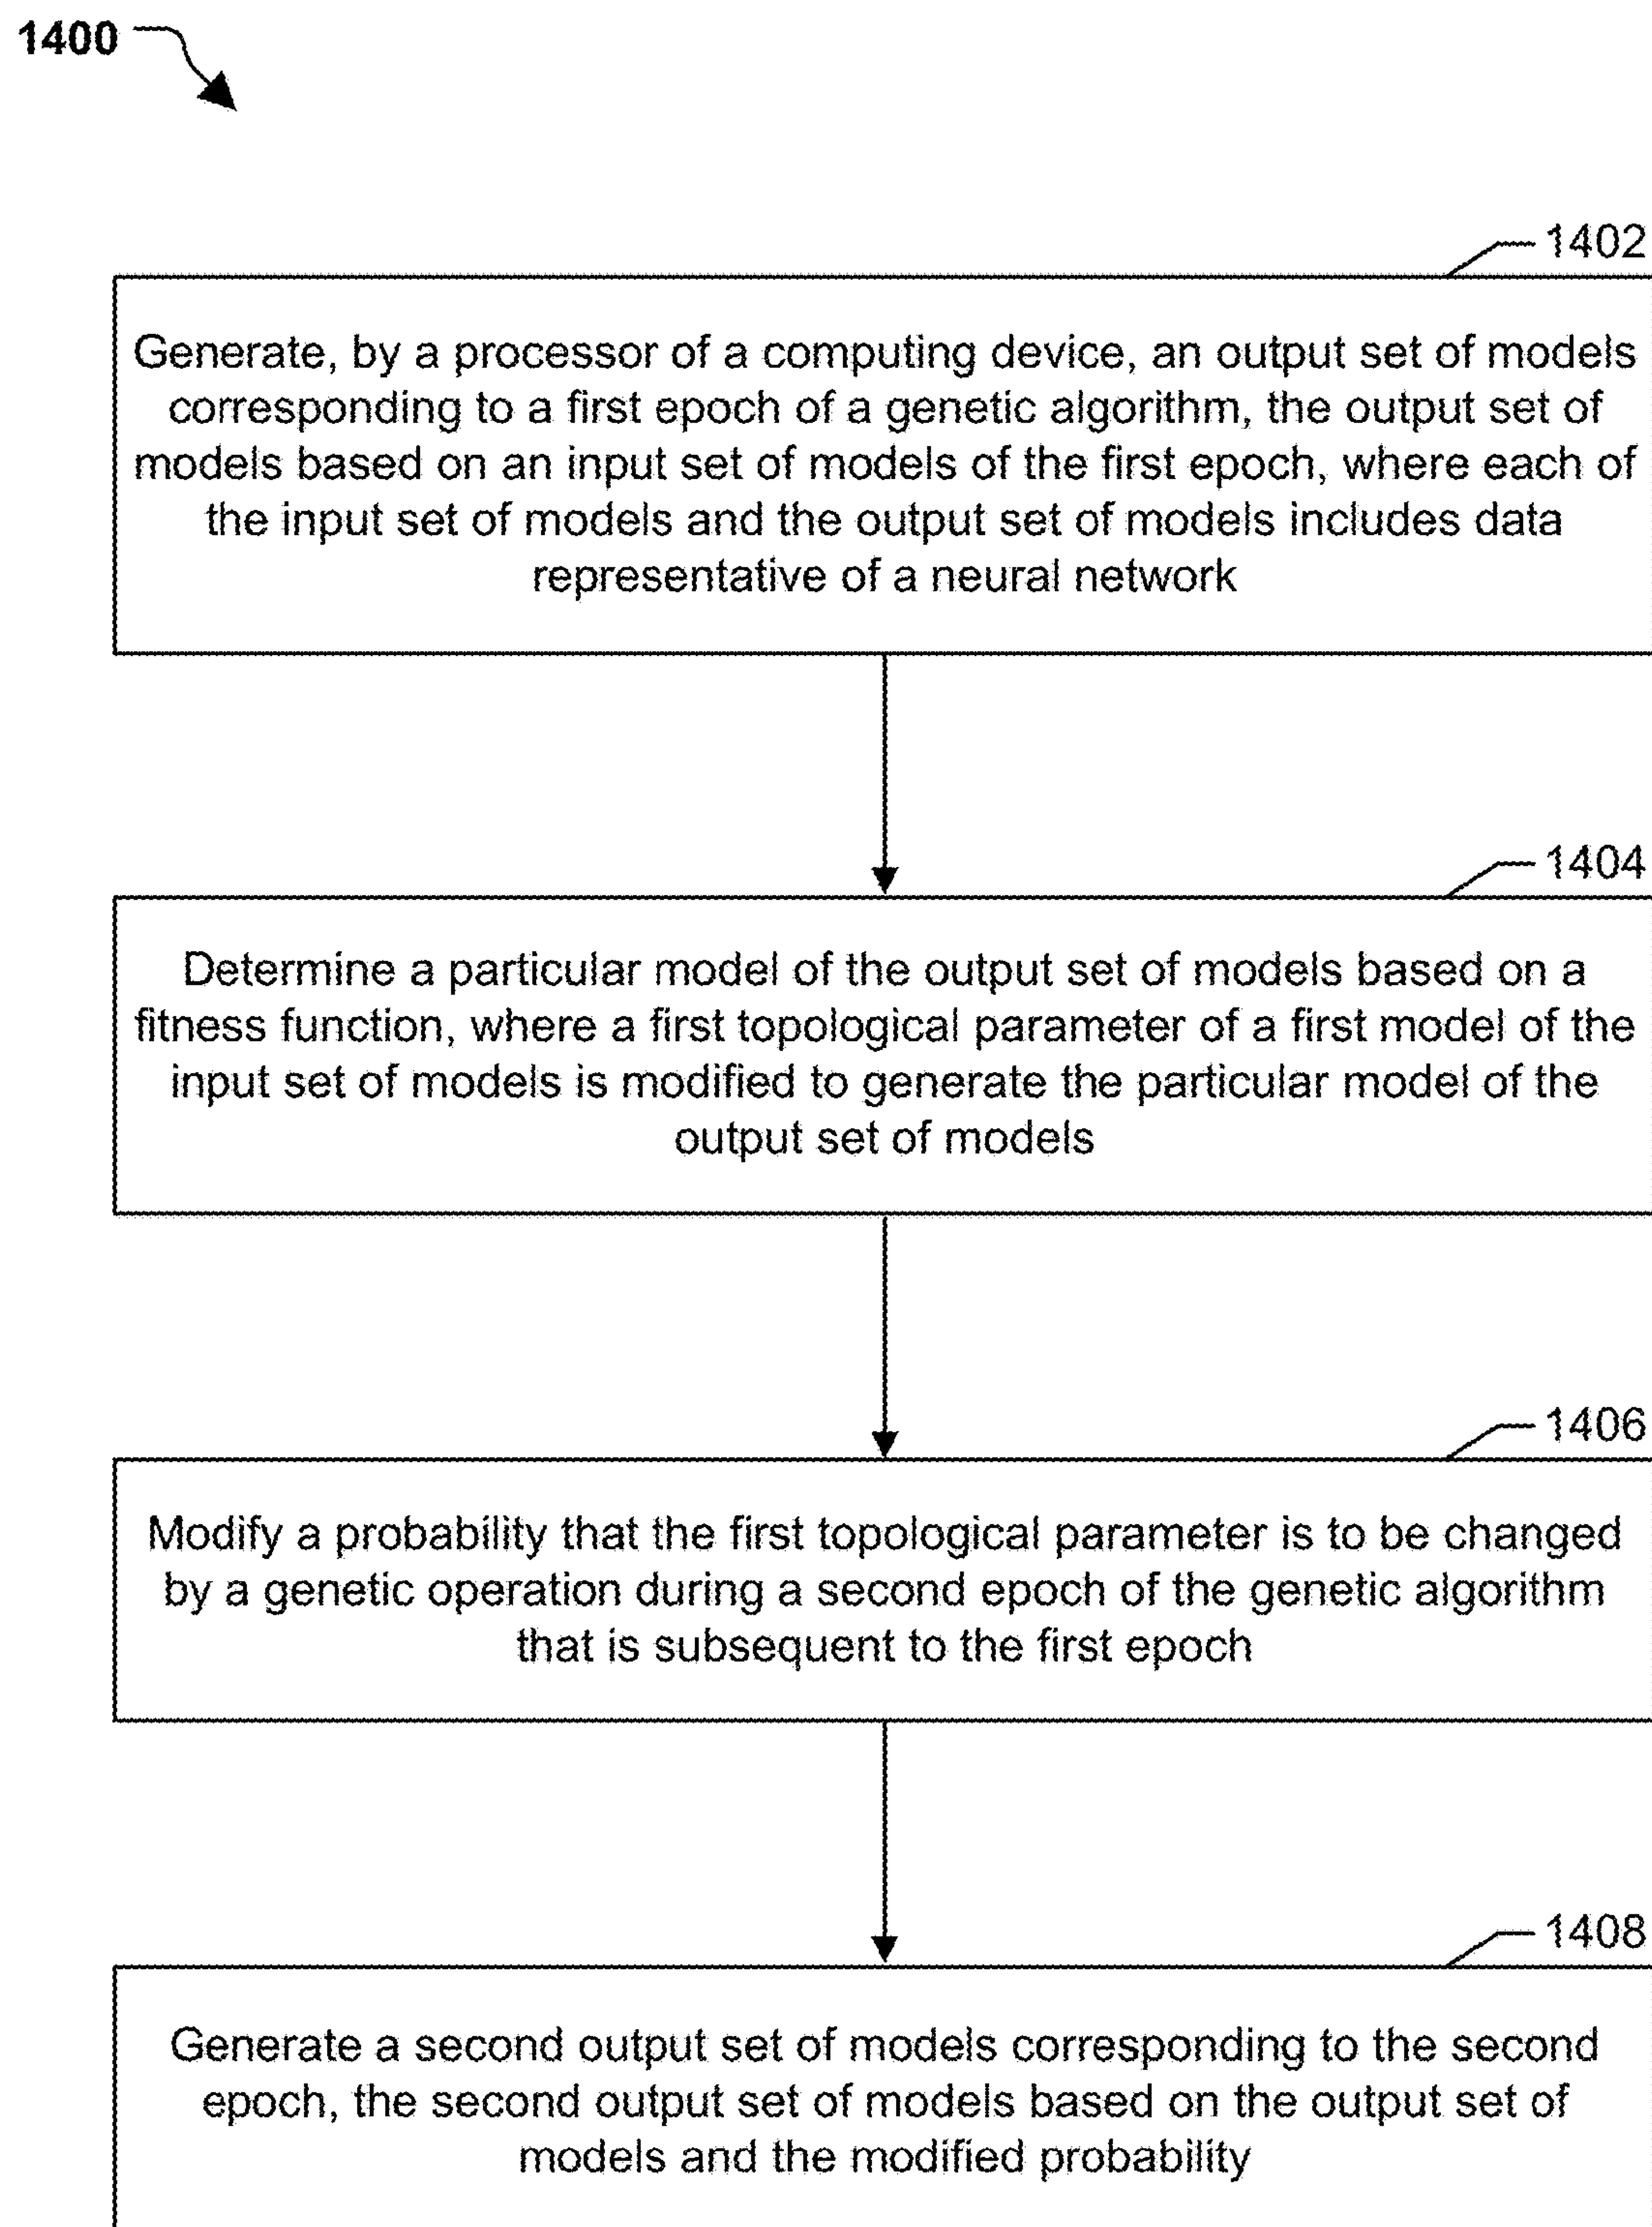 1400
1402
Generate, by a processor of a computing device, an output set of models
corresponding to a first epoch of a genetic algorithm, the output set of
models based on an input set of models of the first epoch, where each of
the input set of models and the output set of models includes data
representative of a neural network
1404
Determine a particular model of the output set of models based on a
fitness function, where a first topological parameter of a first model of the
input set of models is modified to generate the particular model of the
output set of models
1406
Modify a probability that the first topological parameter is to be changed
by a genetic operation during a second epoch of the genetic algorithm
that is subsequent to the first epoch
1408
Generate a second output set of models corresponding to the second
epoch, the second output set of models based on the output set of
models and the modified probability